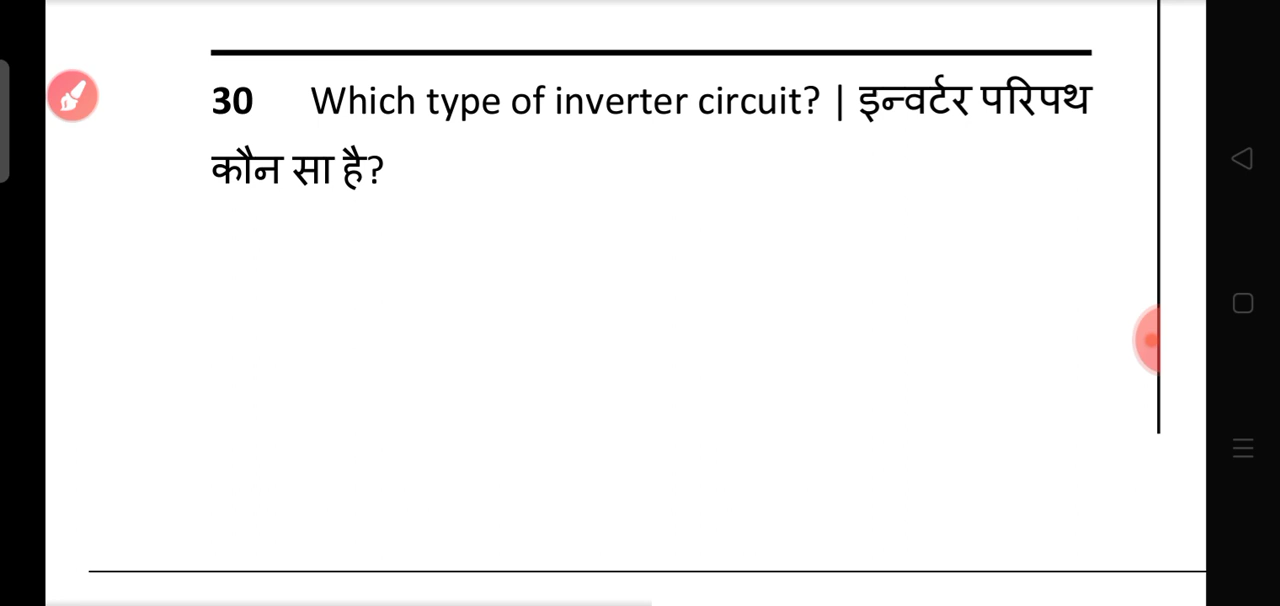 30 Which type of inverter circuit? | इन्वर्टर परिपथ
कौन सा है?